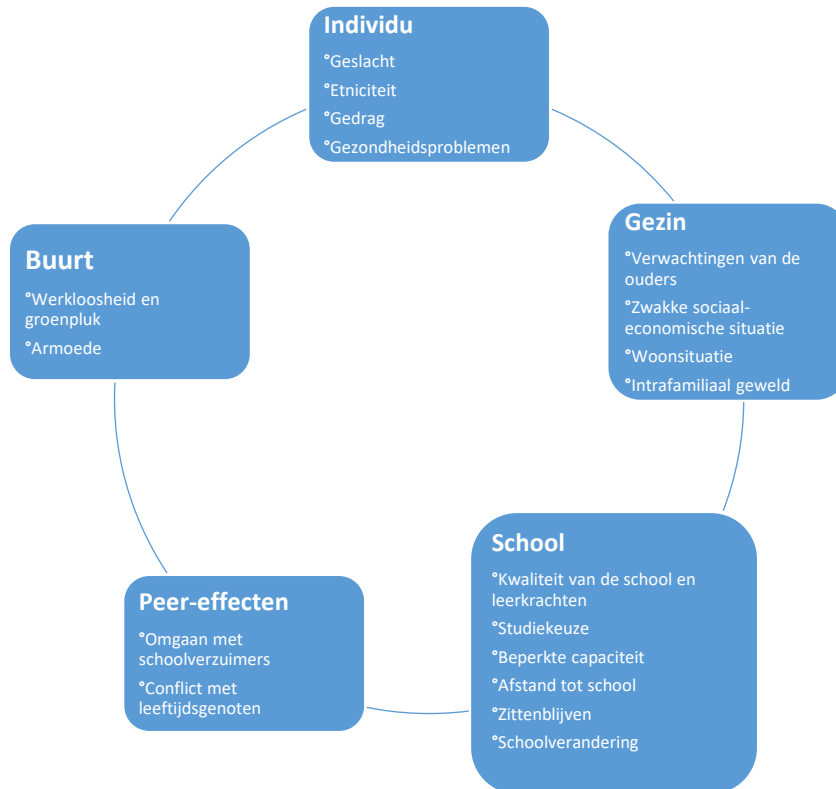 Individu
°Geslacht
°Etniciteit
°Gedrag
°Gezondheidsproblemen
Gezin
°Verwachtingen van de
ouders
°Zwakke sociaal-
economische situatie
°Woonsituatie
°Intrafamiliaal geweld
School
°Kwaliteit van de school en
leerkrachten
°Studiekeuze
°Beperkte capaciteit
°Afstand tot school
°Zittenblijven
°Schoolverandering
Peer-effecten
°Omgaan met
schoolverzuimers
°Conflict met
leeftijdsgenoten
Buurt
°Werkloosheid en
groenpluk
°Armoede